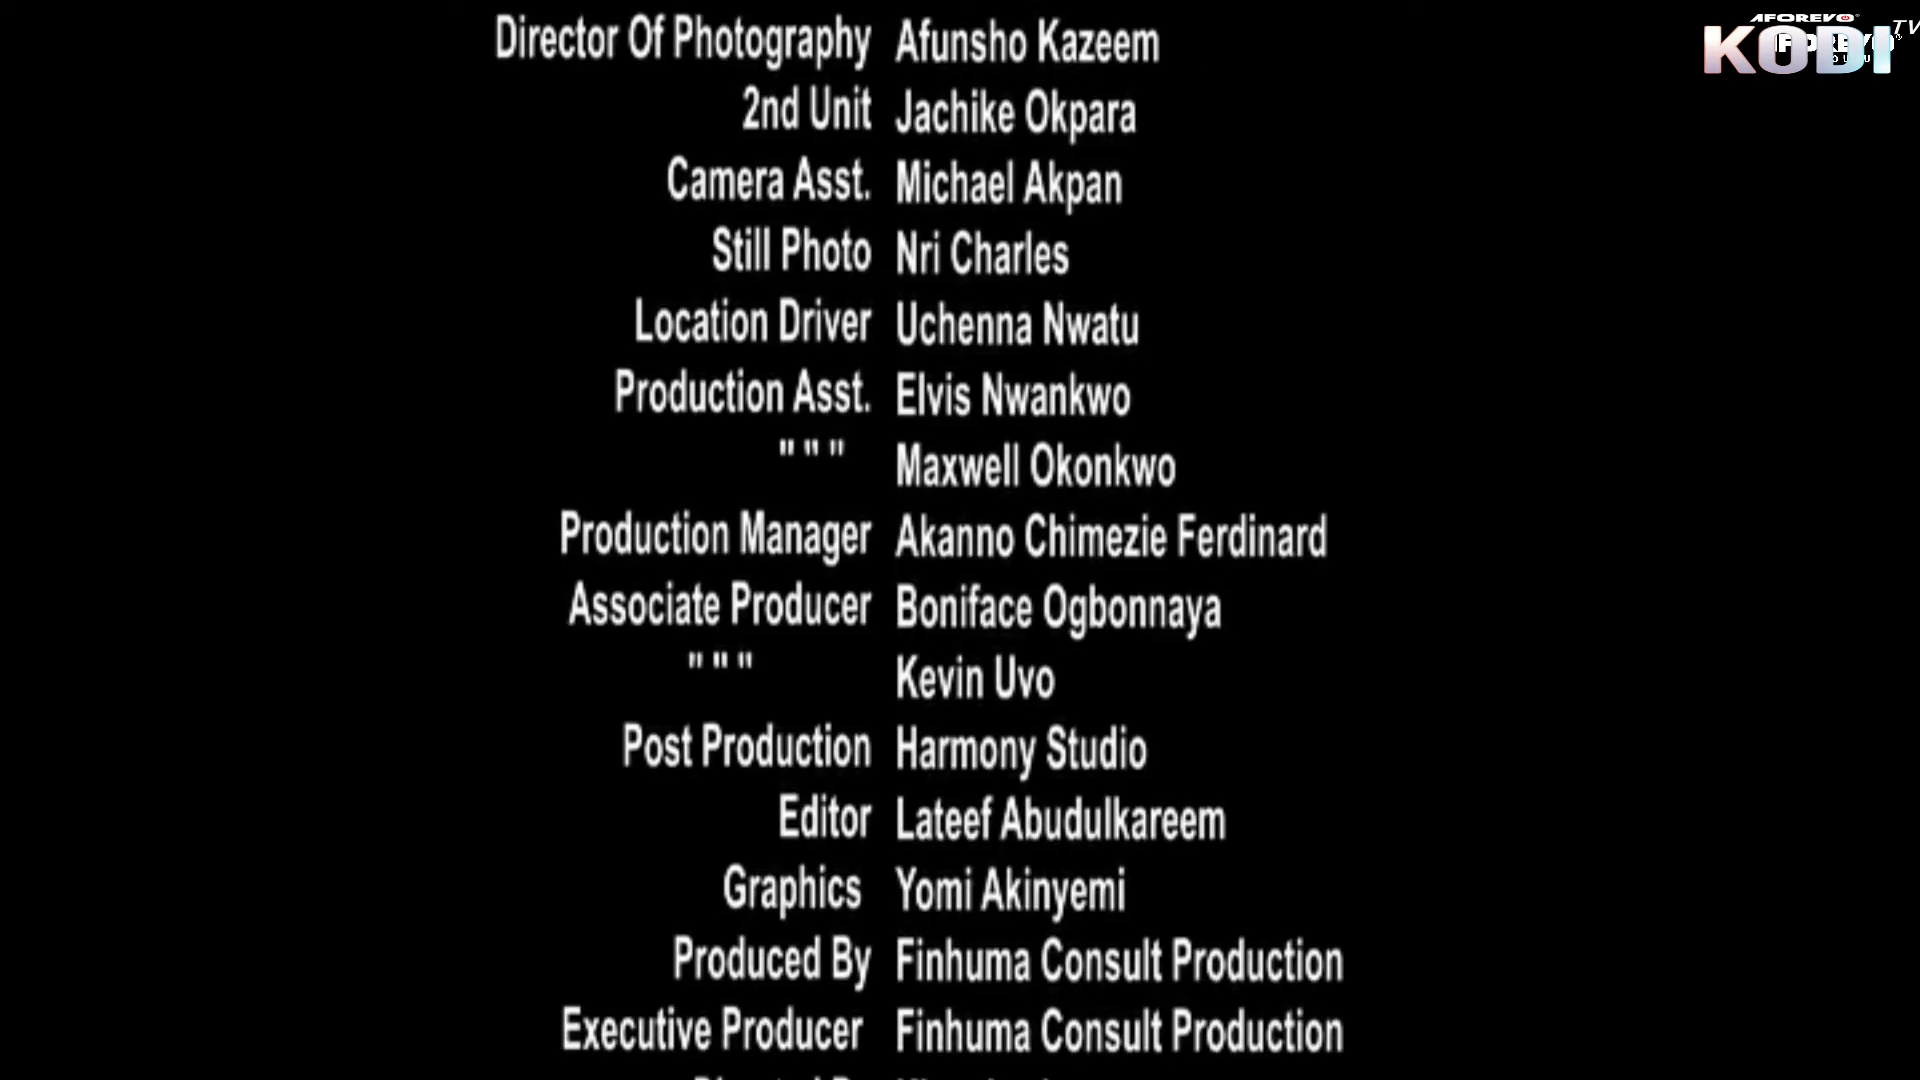 AFOREVO
TV
KODI
Director Of Photography Afunsho Kazeem
2nd Unit Jachike Okpara
Camera Asst. Michael Akpan
Still Photo Nri Charles
Location Driver Uchenna Nwatu
Production Asst. Elvis Nwankwo
" " " Maxwell Okonkwo
Production Manager Akanno Chimezie Ferdinard
Associate Producer Boniface Ogbonnaya
" " " Kevin Uvo
Post Production Harmony Studio
Editor Lateef Abudulkareem
Graphics Yomi Akinyemi
Produced By Finhuma Consult Production
Executive Producer Finhuma Consult Production